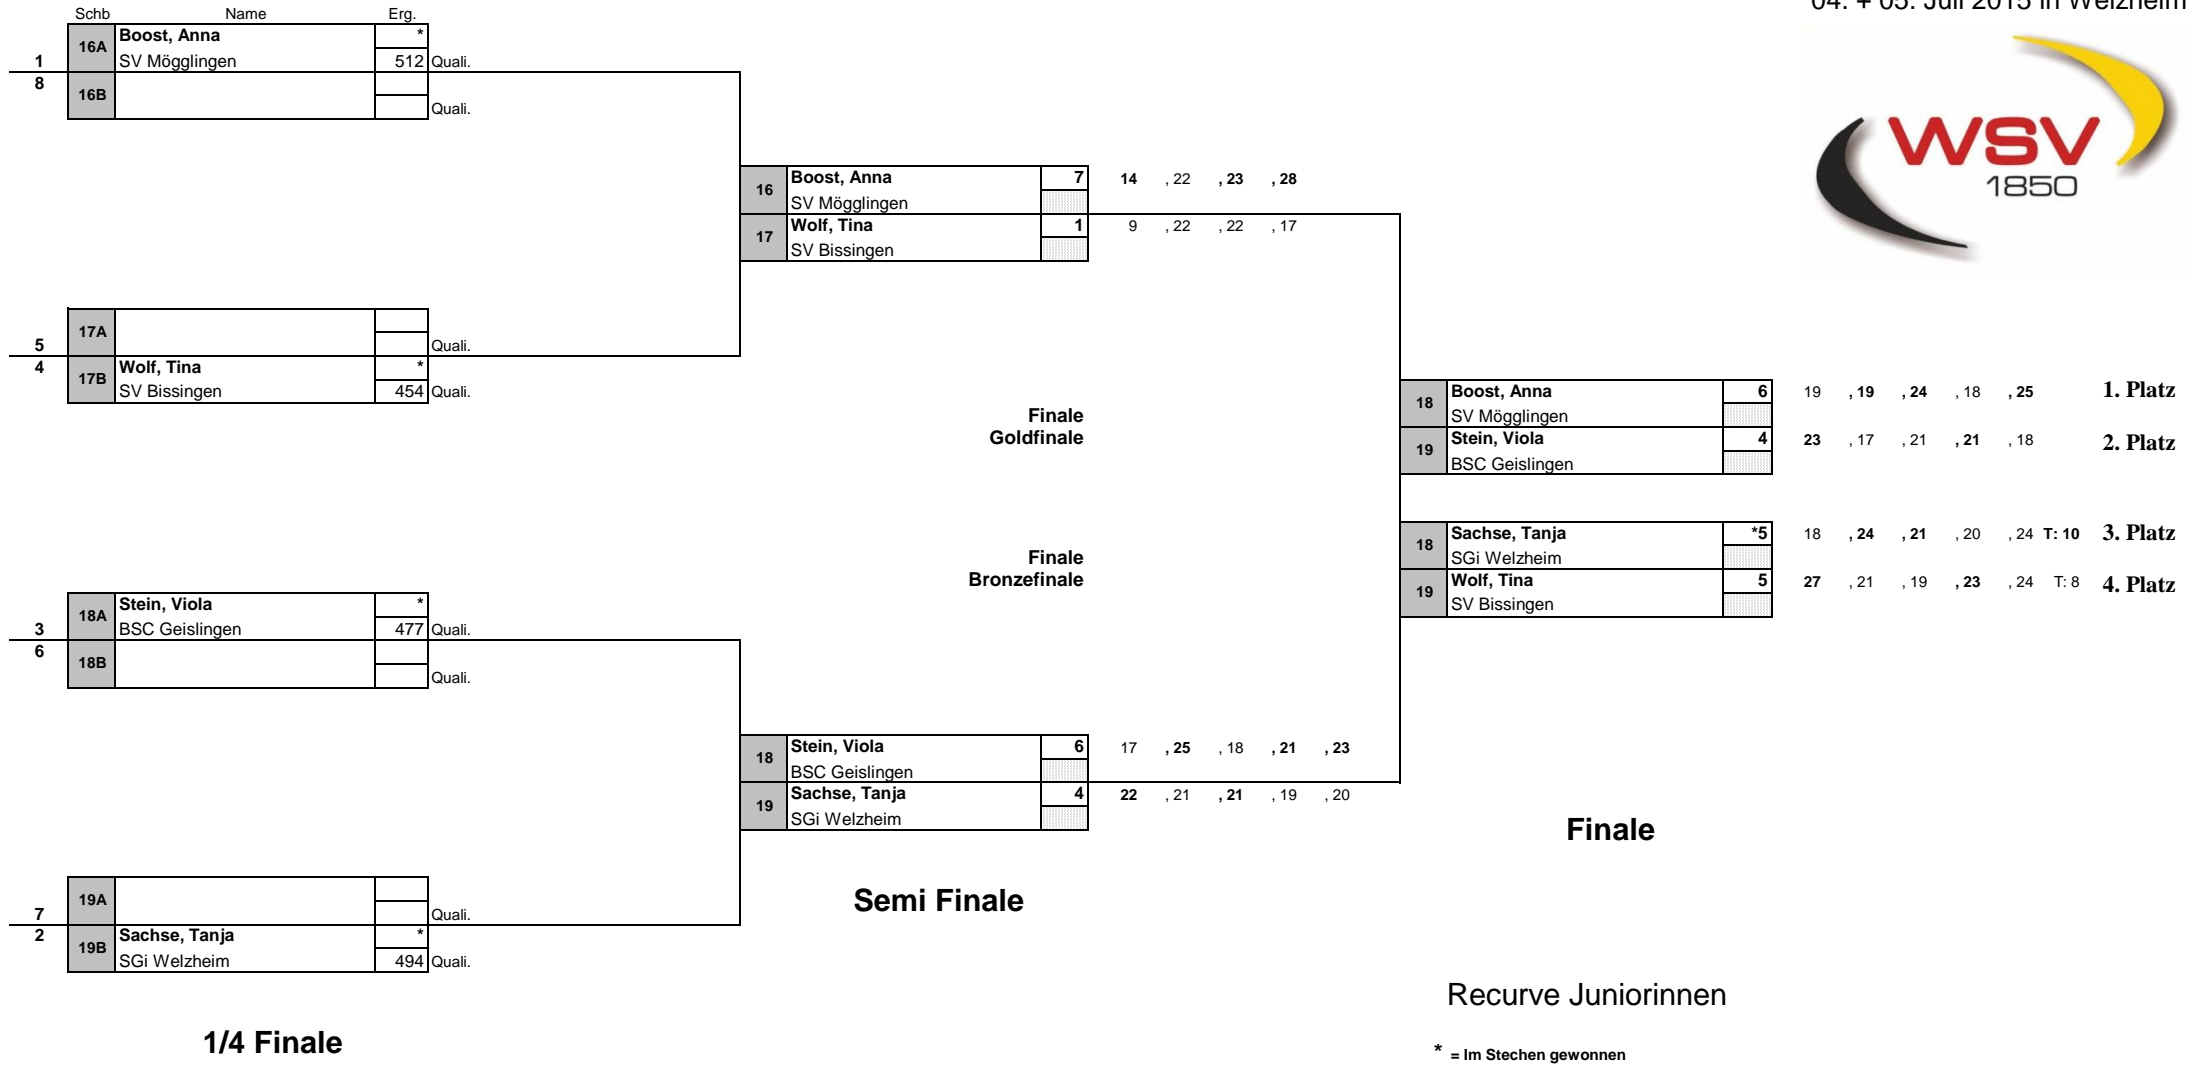 04. + 05. Juli 2015 in Welzheim
Schb Name Erg.
16A Boost, Anna *
1 SV Mögglingen 512 Quali.
8 16B
Quali.
WSV
1850
16 Boost, Anna 7 14 , 22 , 23 , 28
SV Mögglingen
17 Wolf, Tina 1 9 , 22 , 22 , 17
SV Bissingen
17A
5 Quali.
4 17B Wolf, Tina *
SV Bissingen 454 Quali.
Finale
Goldfinale
18 Boost, Anna 6 19 , 19 , 24 , 18 , 25 1. Platz
SV Mögglingen
19 Stein, Viola 4 23 , 17 , 21 , 21 , 18 2. Platz
BSC Geislingen
Finale
Bronzefinale
18 Sachse, Tanja *5 18 , 24 , 21 , 20 , 24 T: 10 3. Platz
SGi Welzheim
19 Wolf, Tina 5 27 , 21 , 19 , 23 , 24 T: 8 4. Platz
SV Bissingen
18A Stein, Viola *
3 BSC Geislingen 477 Quali.
6 18B
Quali.
18 Stein, Viola 6 17 , 25 , 18 , 21 , 23
BSC Geislingen
19 Sachse, Tanja 4 22 , 21 , 21 , 19 , 20
SGi Welzheim
Finale
Semi Finale
19A
7 Quali.
2 19B Sachse, Tanja *
SGi Welzheim 494 Quali.
Recurve Juniorinnen
1/4 Finale
* = Im Stechen gewonnen